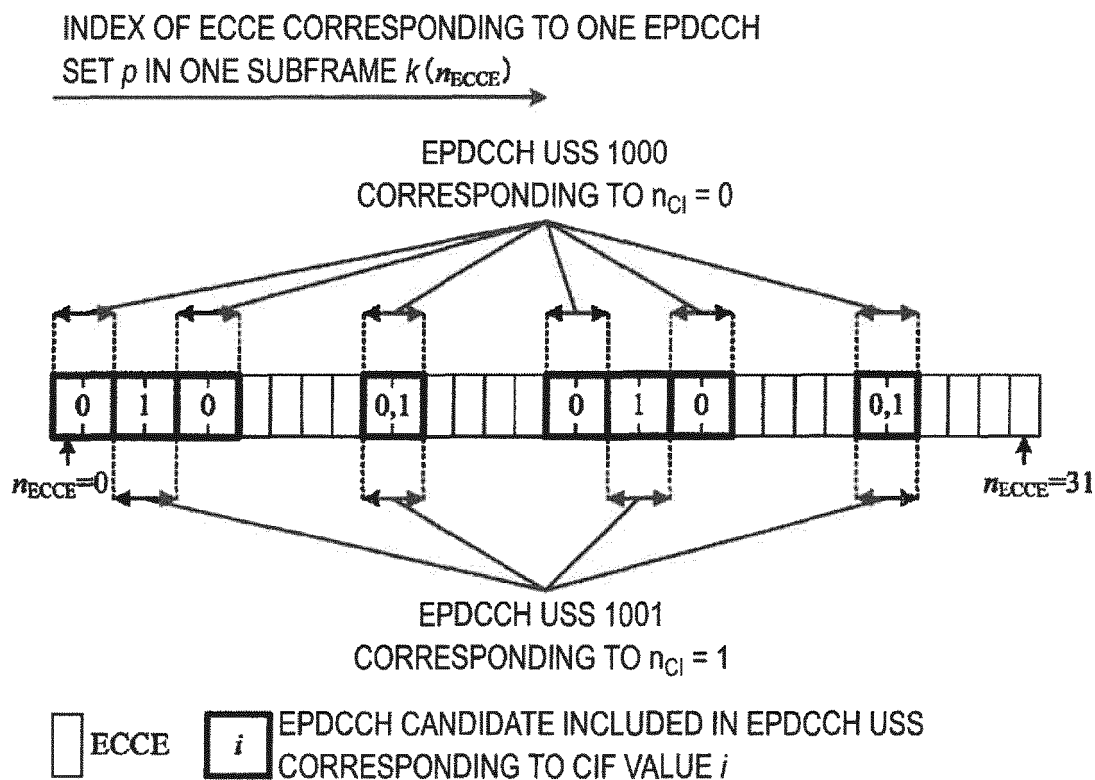 INDEX OF ECCE CORRESPONDING TO ONE EPDCCH
SET p IN ONE SUBFRAME k (nECCE)
EPDCCH USS 1000
CORRESPONDING TO nCI = 0
0 1 0 0,1 0 1 0 0,1
nECCE=0
nECCE=31
EPDCCH USS 1001
CORRESPONDING TO nCI = 1
ECCE
i
EPDCCH CANDIDATE INCLUDED IN EPDCCH USS
CORRESPONDING TO CIF VALUE i